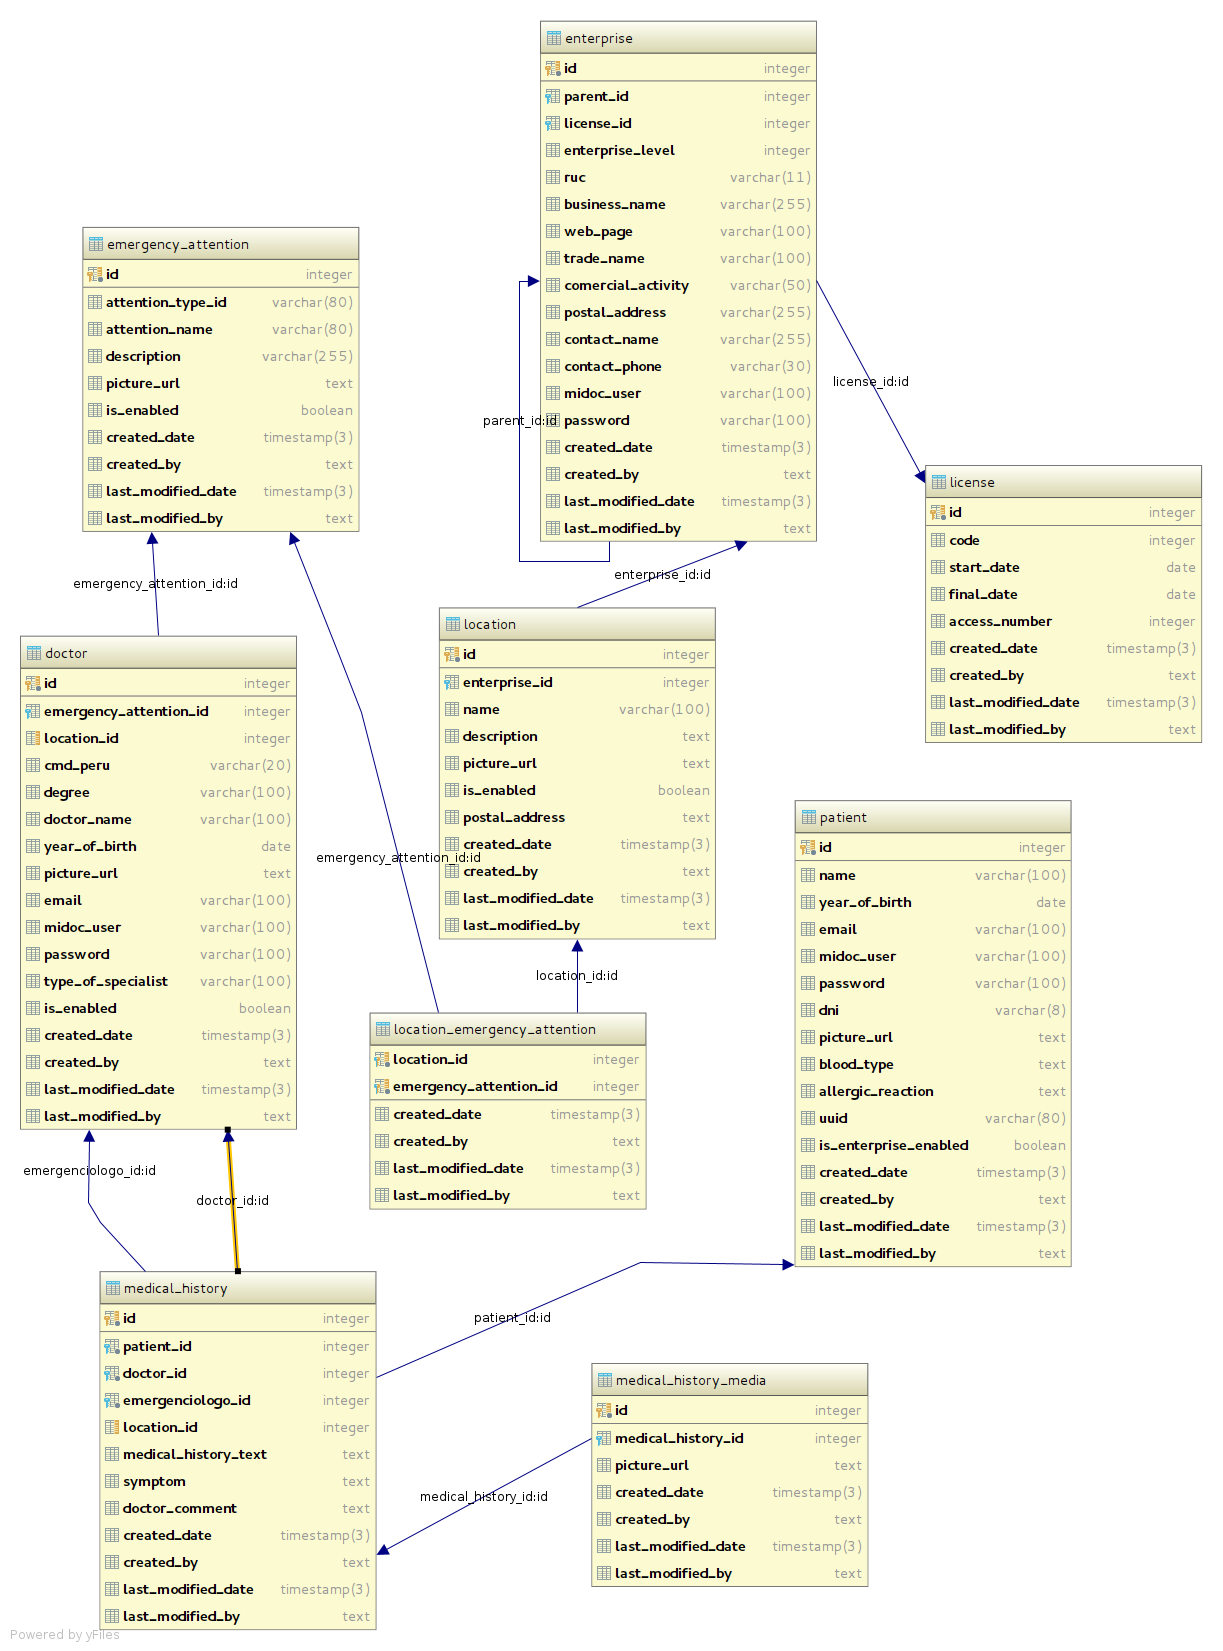 enterprise
id integer
parent_id integer
license_id integer
enterprise_level integer
ruc varchar(11)
business_name varchar(255)
web_page varchar(100)
trade_name varchar(100)
comercial_activity varchar(50)
postal_address varchar(255)
contact_name varchar(255)
contact_phone varchar(30)
midoc_user varchar(100)
password varchar(100)
created_date timestamp(3)
created_by text
last_modified_date timestamp(3)
last_modified_by text
parent_id:id
license_id:id
enterprise_id:id
emergency_attention
id integer
attention_type_id varchar(80)
attention_name varchar(80)
description varchar(255)
picture_url text
is_enabled boolean
created_date timestamp(3)
created_by text
last_modified_date timestamp(3)
last_modified_by text
emergency_attention_id:id
license
id integer
code integer
start_date date
final_date date
access_number integer
created_date timestamp(3)
created_by text
last_modified_date timestamp(3)
last_modified_by text
location
id integer
enterprise_id integer
name varchar(100)
description text
picture_url text
is_enabled boolean
postal_address text
created_date timestamp(3)
created_by text
last_modified_date timestamp(3)
last_modified_by text
emergency_attention_id:id
location_id:id
doctor
id integer
emergency_attention_id integer
location_id integer
cmd_peru varchar(20)
degree varchar(100)
doctor_name varchar(100)
year_of_birth date
picture_url text
email varchar(100)
midoc_user varchar(100)
password varchar(100)
type_of_specialist varchar(100)
is_enabled boolean
created_date timestamp(3)
created_by text
last_modified_date timestamp(3)
last_modified_by text
emergenciologo_id:id
doctor_id:id
patient
id integer
name varchar(100)
year_of_birth date
email varchar(100)
midoc_user varchar(100)
password varchar(100)
dni varchar(8)
picture_url text
blood_type text
allergic_reaction text
uuid varchar(80)
is_enterprise_enabled boolean
created_date timestamp(3)
created_by text
last_modified_date timestamp(3)
last_modified_by text
location_emergency_attention
location_id integer
emergency_attention_id integer
created_date timestamp(3)
created_by text
last_modified_date timestamp(3)
last_modified_by text
medical_history
id integer
patient_id integer
doctor_id integer
emergenciologo_id integer
location_id integer
medical_history_text text
symptom text
doctor_comment text
created_date timestamp(3)
created_by text
last_modified_date timestamp(3)
last_modified_by text
patient_id:id
medical_history_id:id
medical_history_media
id integer
medical_history_id integer
picture_url text
created_date timestamp(3)
created_by text
last_modified_date timestamp(3)
last_modified_by text
Powered by yFiles